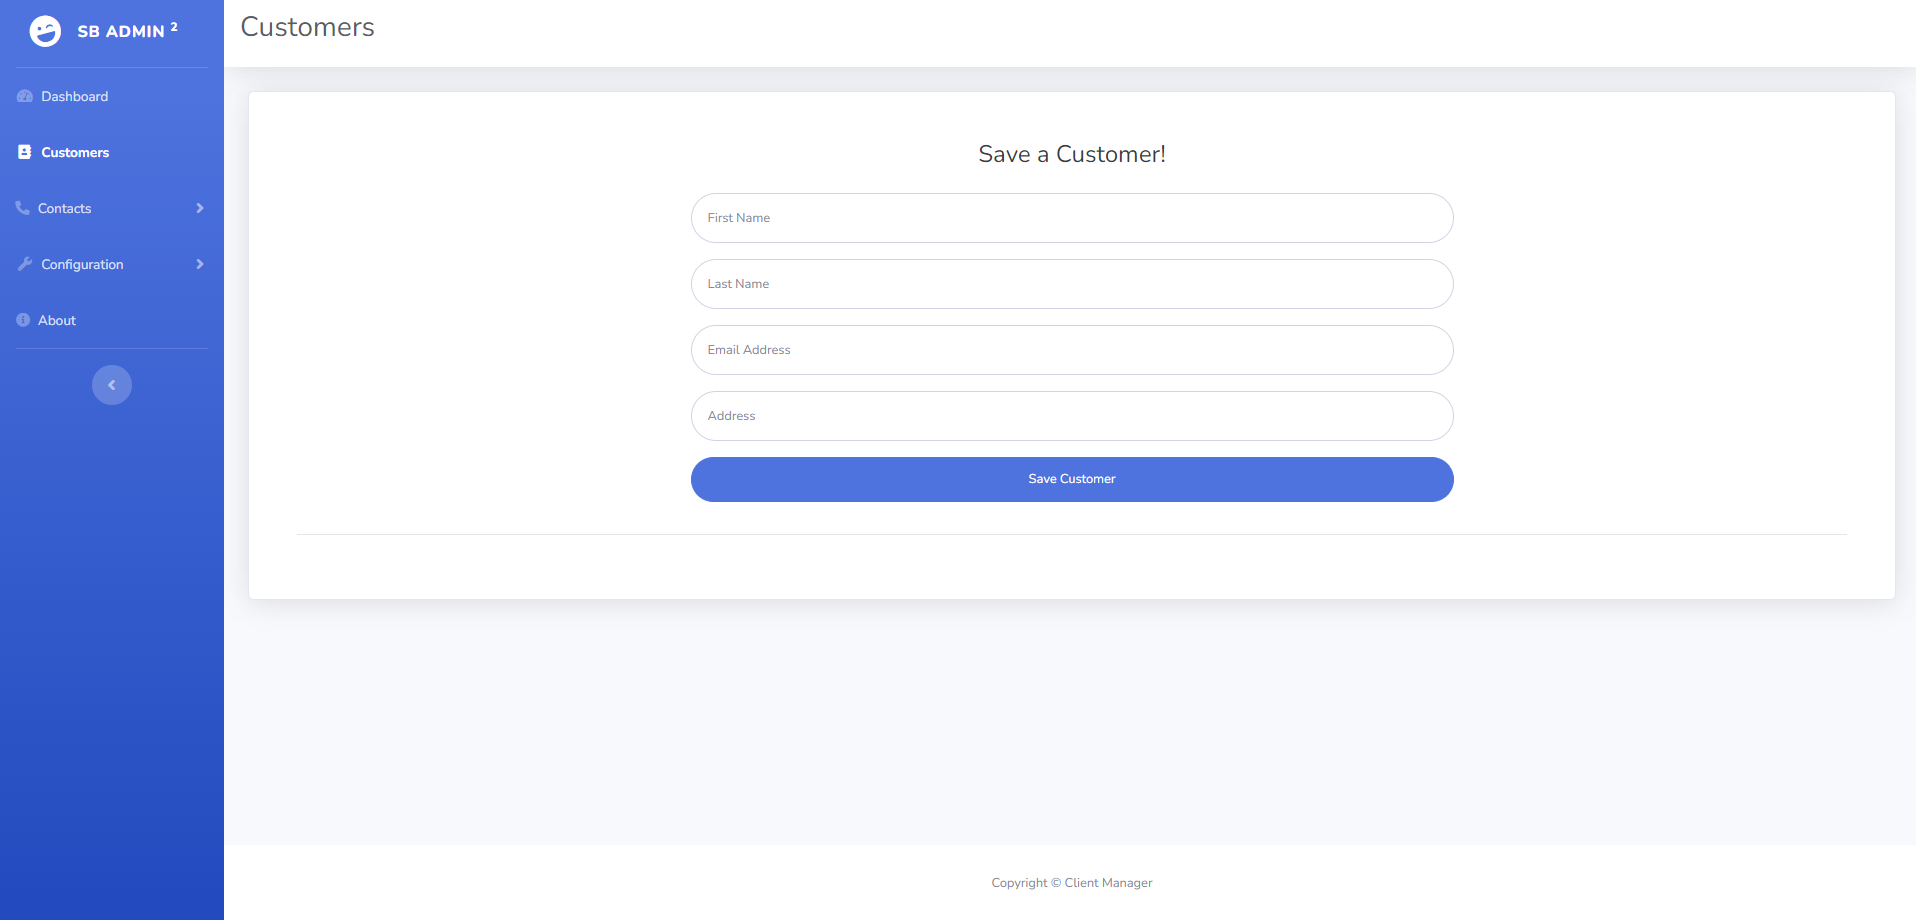 SB ADMIN 2
Dashboard
Customers
Contacts
Configuration
About
Customers
Save a Customer!
First Name
Last Name
Email Address
Address
Save Customer
Copyright © Client Manager